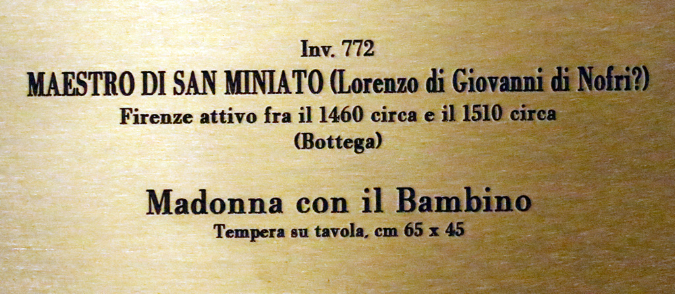 Inv. 772
MAESTRO DI SAN MINIATO (Lorenzo di Giovanni di Nofri?)
Firenze attivo fra il 1460 circa e il 1510 circa
(Bottega)
Madonna con il Bambino
Tempera su tavola, cm 65 x 45